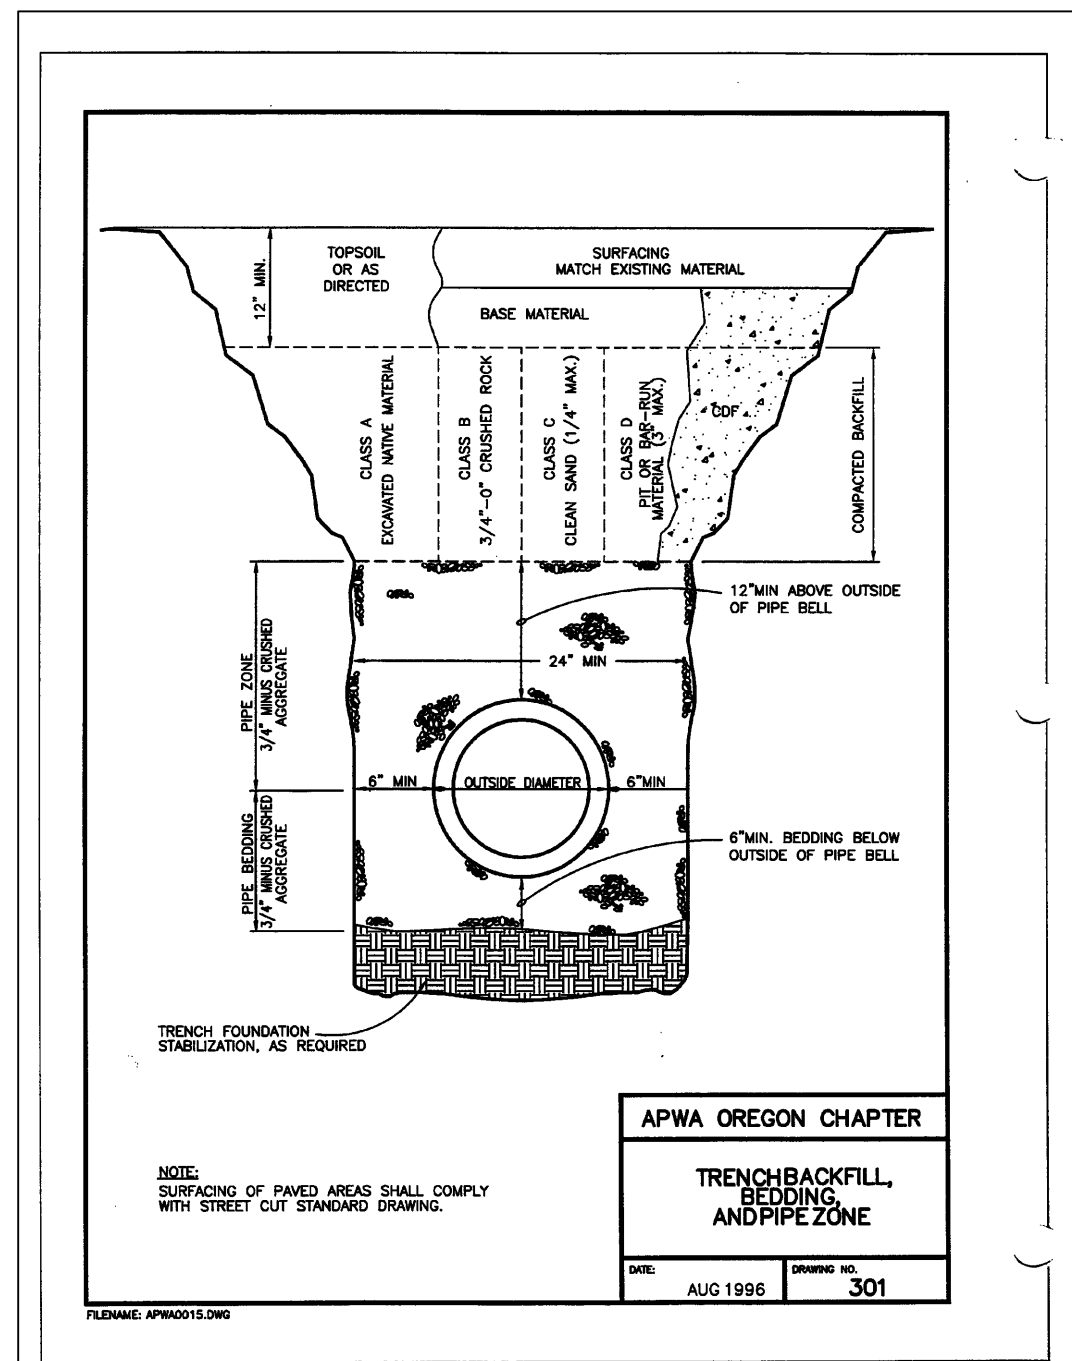 12" MIN.
TOPSOIL
OR AS
DIRECTED
SURFACING
MATCH EXISTING MATERIAL
BASE MATERIAL
CLASS A
EXCAVATED NATIVE MATERIAL
CLASS B
3/4"-0" CRUSHED ROCK
CLASS C
CLEAN SAND (1/4" MAX.)
CLASS D
PIT OR BAR-RUN
MATERIAL (3" MAX.)
CDF
COMPACTED BACKFILL
12"MIN ABOVE OUTSIDE
OF PIPE BELL
24" MIN
PIPE ZONE
3/4" MINUS CRUSHED
AGGREGATE
6" MIN
OUTSIDE DIAMETER
6"MIN
PIPE BEDDING
3/4" MINUS CRUSHED
AGGREGATE
6"MIN. BEDDING BELOW
OUTSIDE OF PIPE BELL
TRENCH FOUNDATION
STABILIZATION, AS REQUIRED
NOTE:
SURFACING OF PAVED AREAS SHALL COMPLY
WITH STREET CUT STANDARD DRAWING.
APWA OREGON CHAPTER
TRENCH BACKFILL,
BEDDING,
AND PIPE ZONE
DATE:
AUG 1996
DRAWING NO.
301
FILENAME: APWA0015.DWG